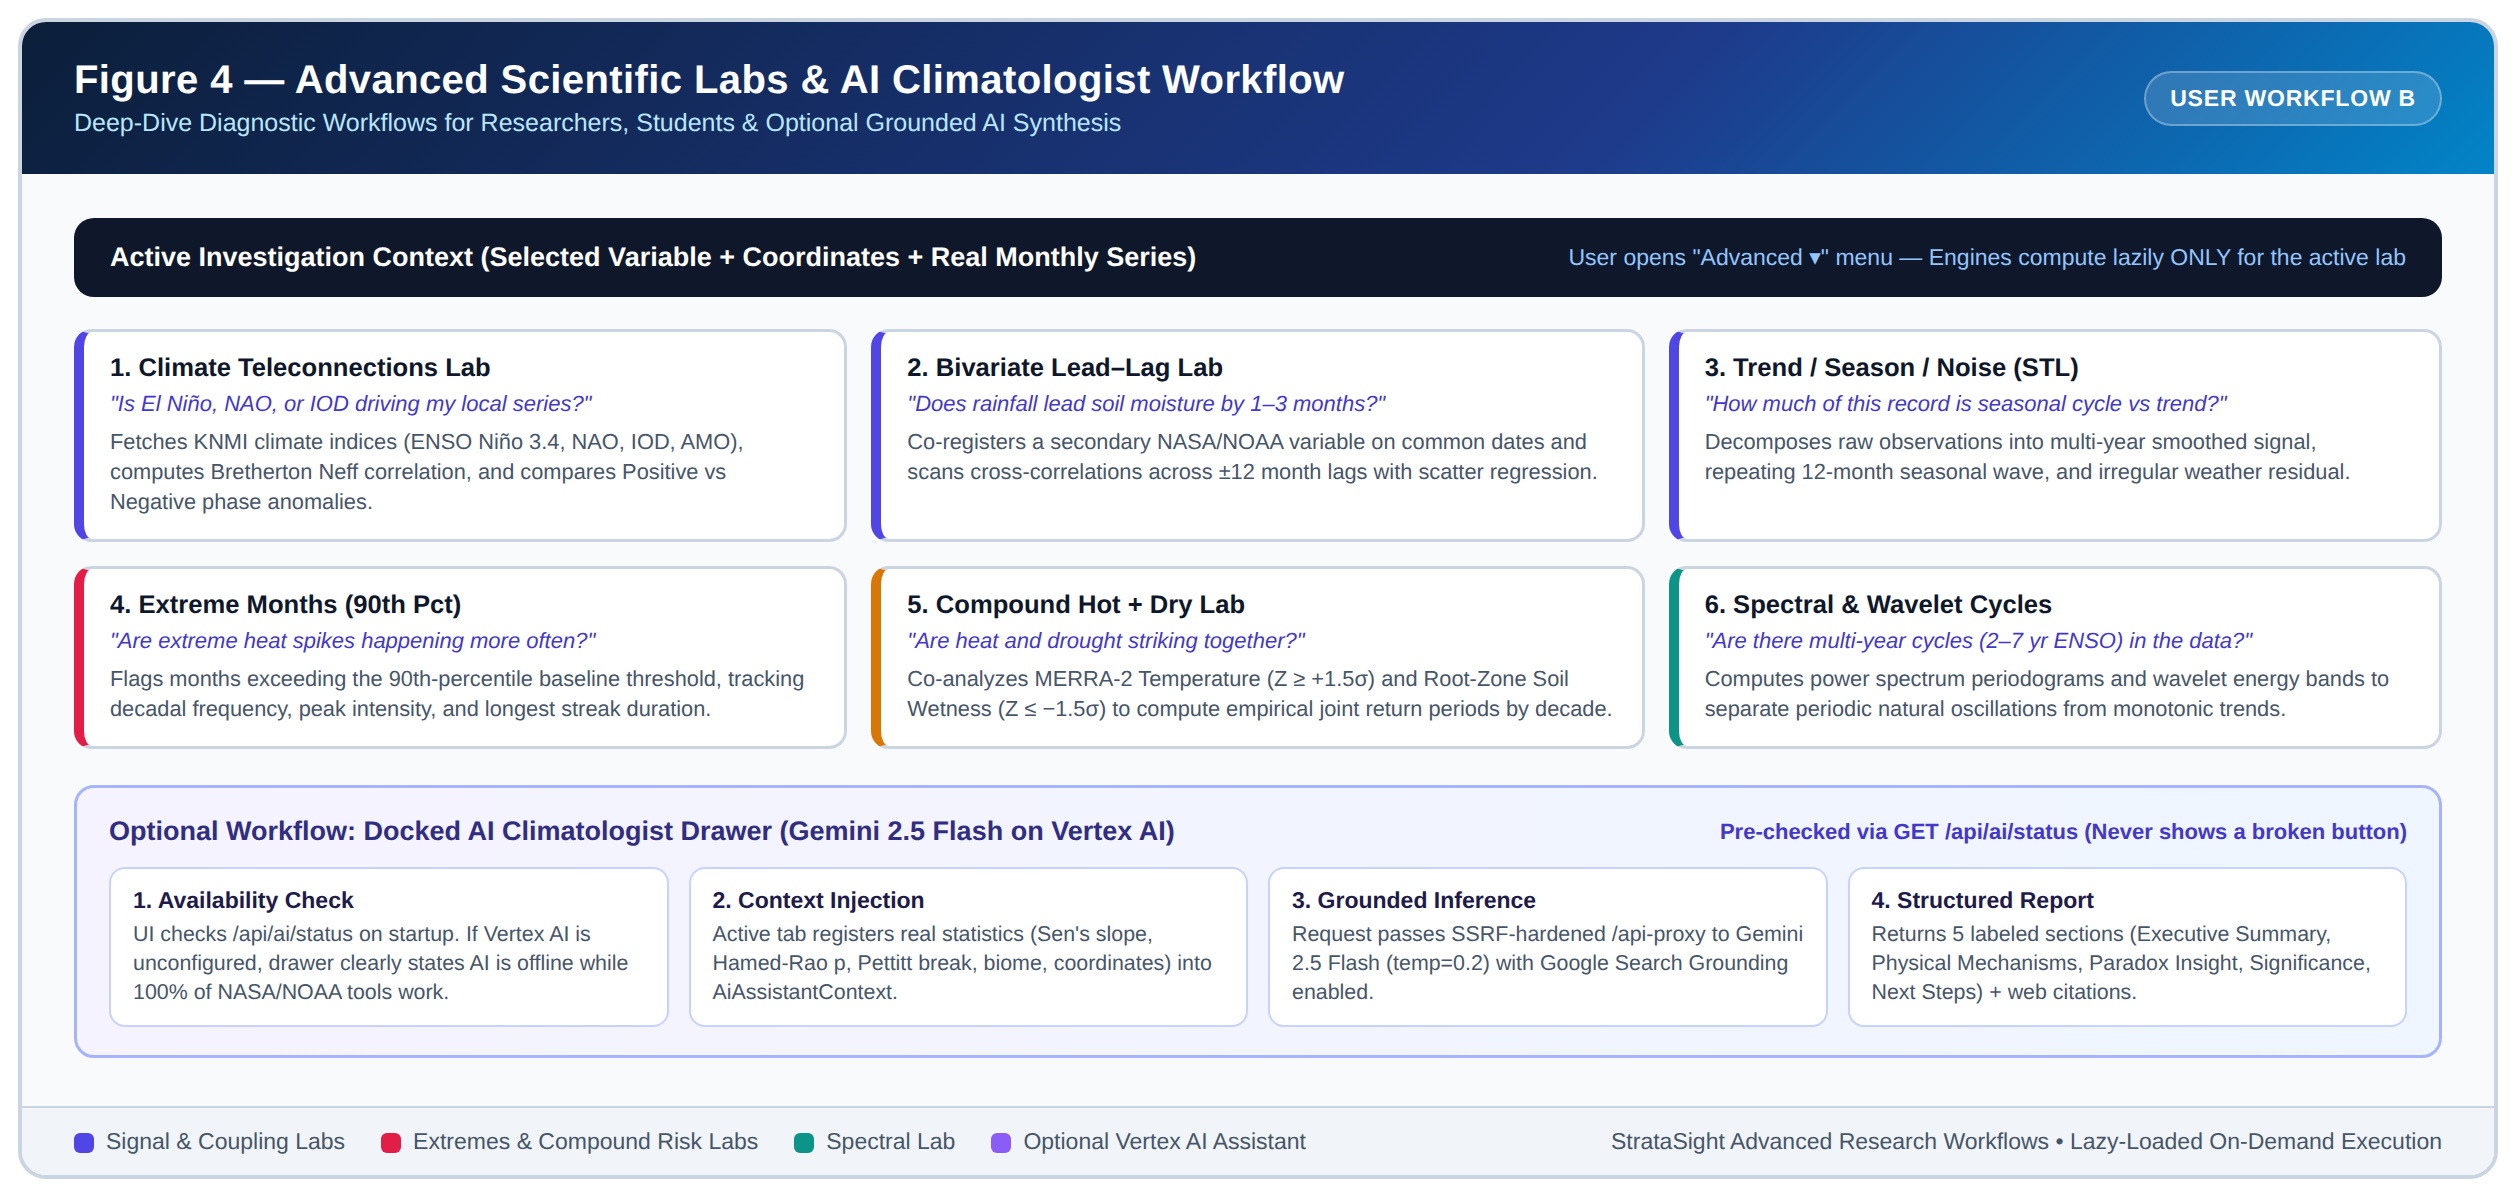 Figure 4 — Advanced Scientific Labs & AI Climatologist Workflow
Deep-Dive Diagnostic Workflows for Researchers, Students & Optional Grounded AI Synthesis
USER WORKFLOW B
Active Investigation Context (Selected Variable + Coordinates + Real Monthly Series)
User opens "Advanced ▾" menu — Engines compute lazily ONLY for the active lab
1. Climate Teleconnections Lab
"Is El Niño, NAO, or IOD driving my local series?"
Fetches KNMI climate indices (ENSO Niño 3.4, NAO, IOD, AMO),
computes Bretherton Neff correlation, and compares Positive vs
Negative phase anomalies.
2. Bivariate Lead–Lag Lab
"Does rainfall lead soil moisture by 1–3 months?"
Co-registers a secondary NASA/NOAA variable on common dates and
scans cross-correlations across ±12 month lags with scatter regression.
3. Trend / Season / Noise (STL)
"How much of this record is seasonal cycle vs trend?"
Decomposes raw observations into multi-year smoothed signal,
repeating 12-month seasonal wave, and irregular weather residual.
4. Extreme Months (90th Pct)
"Are extreme heat spikes happening more often?"
Flags months exceeding the 90th-percentile baseline threshold, tracking
decadal frequency, peak intensity, and longest streak duration.
5. Compound Hot + Dry Lab
"Are heat and drought striking together?"
Co-analyzes MERRA-2 Temperature (Z ≥ +1.5σ) and Root-Zone Soil
Wetness (Z ≤ −1.5σ) to compute empirical joint return periods by decade.
6. Spectral & Wavelet Cycles
"Are there multi-year cycles (2–7 yr ENSO) in the data?"
Computes power spectrum periodograms and wavelet energy bands to
separate periodic natural oscillations from monotonic trends.
Optional Workflow: Docked AI Climatologist Drawer (Gemini 2.5 Flash on Vertex AI)
Pre-checked via GET /api/ai/status (Never shows a broken button)
1. Availability Check
UI checks /api/ai/status on startup. If Vertex AI is
unconfigured, drawer clearly states AI is offline while
100% of NASA/NOAA tools work.
2. Context Injection
Active tab registers real statistics (Sen's slope,
Hamed-Rao p, Pettitt break, biome, coordinates) into
AiAssistantContext.
3. Grounded Inference
Request passes SSRF-hardened /api-proxy to Gemini
2.5 Flash (temp=0.2) with Google Search Grounding
enabled.
4. Structured Report
Returns 5 labeled sections (Executive Summary,
Physical Mechanisms, Paradox Insight, Significance,
Next Steps) + web citations.
Signal & Coupling Labs
Extremes & Compound Risk Labs
Spectral Lab
Optional Vertex AI Assistant
StrataSight Advanced Research Workflows • Lazy-Loaded On-Demand Execution